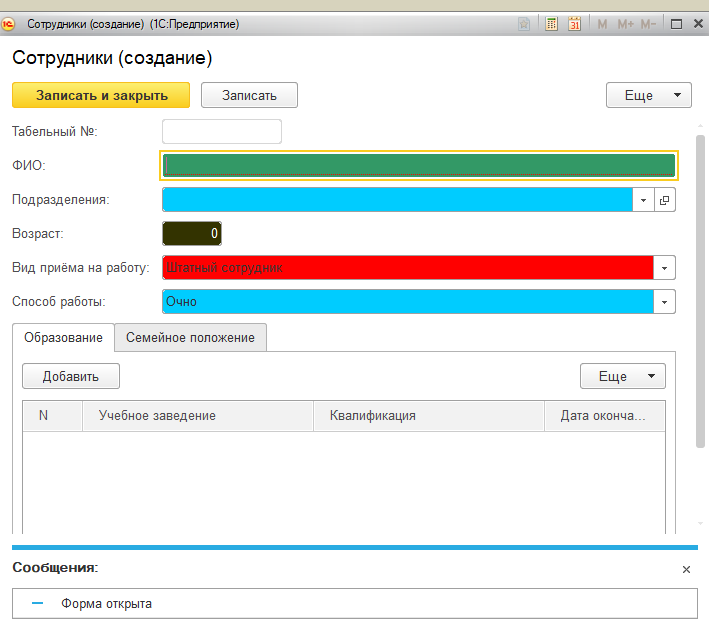 Сотрудники (создание) (1С:Предприятие)
31 M M+ M-
Сотрудники (создание)
Записать и закрыть Записать Еще
Табельный №:
ФИО:
Подразделения:
Возраст: 0
Вид приёма на работу: Штатный сотрудник
Способ работы: Очно
Образование Семейное положение
Добавить Еще
N Учебное заведение Квалификация Дата оконча...
Сообщения:
Форма открыта